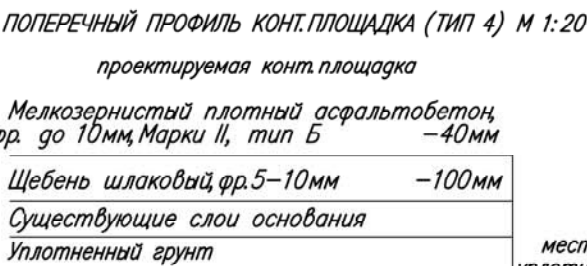 ПОПЕРЕЧНЫЙ ПРОФИЛЬ КОНТ.ПЛОЩАДКА (ТИП 4) М 1:20
проектируемая конт.площадка
Мелкозернистый плотный асфальтобетон,
фр. до 10мм, Марки II, тип Б -40мм
Щебень шлаковый, фр.5-10мм -100мм
Существующие слои основания
Уплотненный грунт